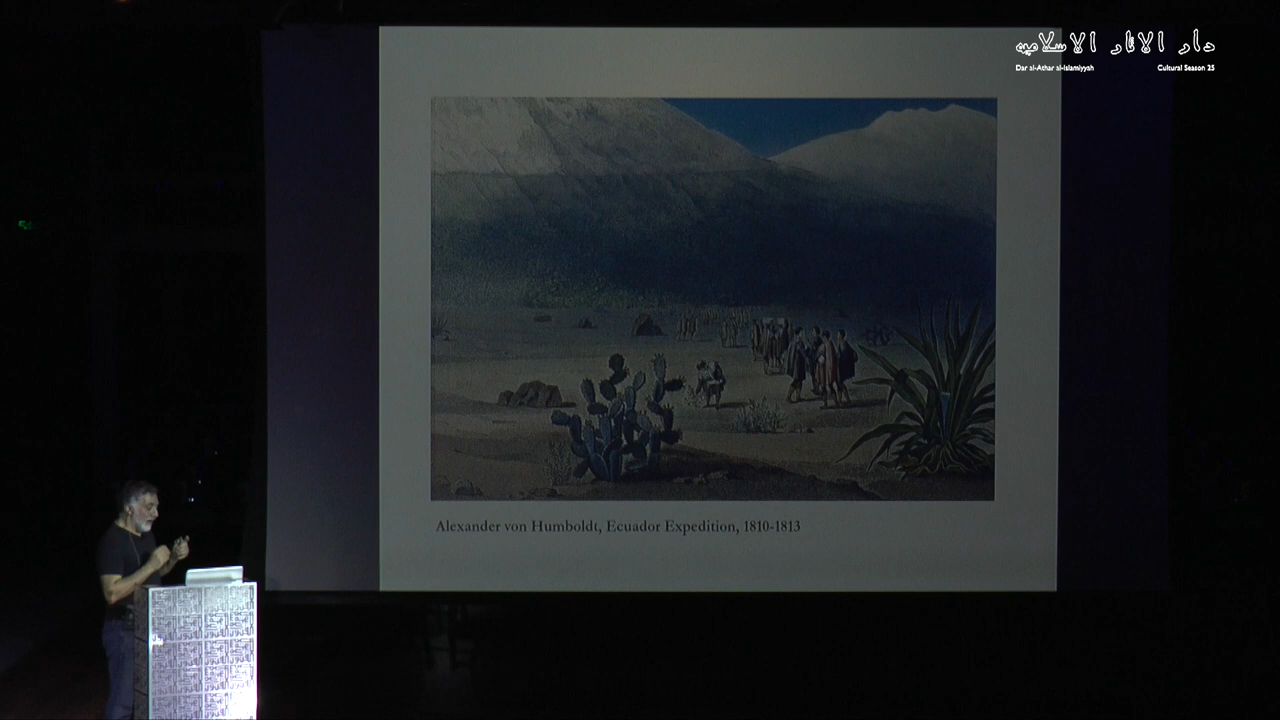 دار الآثار الإسلامية
Dar al-Athar al-Islamiyyah Cultural Season 25
Alexander von Humboldt, Ecuador Expedition, 1810-1813